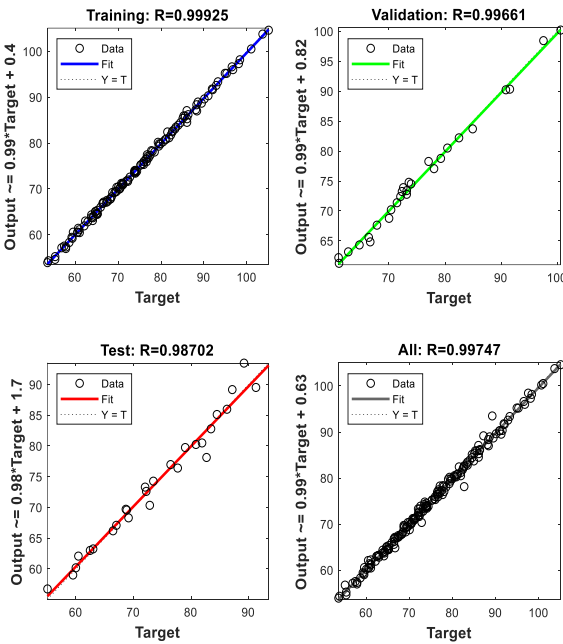 Training: R=0.99925
Output ~= 0.99*Target + 0.4
100
90
80
70
60
Data
Fit
Y = T
60 70 80 90 100
Target
Validation: R=0.99661
Output ~= 0.99*Target + 0.82
100
95
90
85
80
75
70
65
Data
Fit
Y = T
70 80 90 100
Target
Test: R=0.98702
Output ~= 0.98*Target + 1.7
90
85
80
75
70
65
60
Data
Fit
Y = T
60 70 80 90
Target
All: R=0.99747
Output ~= 0.99*Target + 0.63
100
90
80
70
60
Data
Fit
Y = T
60 70 80 90 100
Target